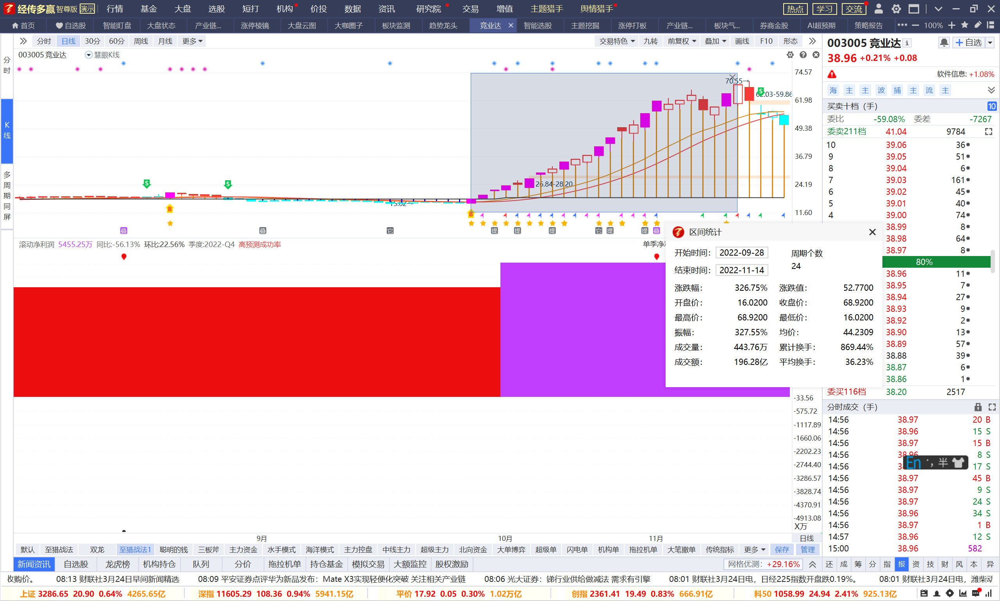 经传多赢 智尊版 演示 行情 基金 大盘 选股 短打 机构 价投 数据 资讯 研究院 交易 增值 主题猎手 舆情猎手 热点 学习 交流
首页 自选股 智能盯盘 大盘状态 产业链... 涨停棱镜 大盘云图 大咖圈子 板块监测 趋势龙头 竞业达 智能选股 主题挖掘 涨停打板 产业链... 板块气... 券商金股 AI超预期 策略报告 100%
分时 日线 30分 60分 周线 月线 更多 交易特色 九转 前复权 叠加 画线 F10 形态
分时
K线
多周期同屏
003005 竞业达 慧眼K线
70.55→
62.03-59.86
26.84-28.20
74.57
61.98
49.38
36.79
24.19
11.60
S S S
B B
叠 叠 它 提 提 提 它 提 提 叠
滚动净利润 5455.25万 同比:-56.13% 环比:22.56% 季度:2022-Q4 高预测成功率
区间统计
开始时间: 2022-09-28 周期个数
结束时间: 2022-11-14 24
涨跌幅: 326.75% 涨跌值: 52.7700
开盘价: 16.0200 收盘价: 68.9200
最高价: 68.9200 最低价: 16.0200
振幅: 327.55% 均价: 44.2309
成交量: 443.76万 累计换手: 869.44%
成交额: 196.28亿 平均换手: 36.23%
-33.56
-575.72
-1117.89
-1660.06
-2202.23
-2744.40
-3286.57
-3828.74
-4370.91
-4913.08
X万
9月 10月 11月 日线
默认 至猎战法 双龙 至猎战法1 聪明的钱 三板斧 主力资金 水手模式 海洋模式 主力控盘 中线主力 超级主力 北向资金 大单博弈 超级单 闪电单 机构单 拖拉机单 大笔撤单 传统指标 更多 保存 管理
新闻资讯 自选股 龙虎榜 机构持仓 队列 分价 拖拉机单 持仓基金 模拟交易 大额监控 股权激励 网格优测: +29.16%
003005 竞业达 自选
38.96 +0.21% +0.08
软件信息: +1.08%
海 主 主 波 捕 主 流 主
买卖十档 (手) 10
委比 -59.08% 委差 -7267
委卖211档 41.04 9784
10 39.06 36
9 39.05 51
8 39.04 6
7 39.03 161
6 39.02 45
5 39.01 40
4 39.00 74
38.99 8
38.98 64
38.97 8
80%
38.96 11
38.95 7
38.94 27
38.93 9
38.92 2
38.90 13
38.89 57
38.88 39
38.87 6
38.86 1
委买116档 38.20 2517
分时成交 (手)
14:56 38.97 20 B
14:56 38.96 15 S
14:56 38.97 15 B
14:56 38.96 8 S
14:56 17 S
14:56 38.97 45 B
14:56 38.97 9 S
14:56 38.97 24 S
14:56 38.96 34 S
14:56 38.97 1 B
14:57 38.96 12 S
15:00 38.96 582
En 半
还 成 筹 分 指 报 资 技 财 风 本 异
收购价。 08:13 财联社3月24日早间新闻精选 08:09 平安证券点评华为新品发布: Mate X3实现轻便化突破 关注相关产业链 08:06 光大证券: 锑行业供给做减法 需求有引擎 08:01 财联社3月24日电, 日经225指数开盘跌0.19%。 08:01 财联社3月24日电, 潍柴动
上证 3286.65 20.90 0.64% 4265.65亿 深指 11605.29 108.36 0.94% 5941.15亿 平价 17.92 0.05 0.30% 1.02万亿 创指 2361.41 19.49 0.83% 666.91亿 科50 1058.99 24.94 2.41% 925.13亿